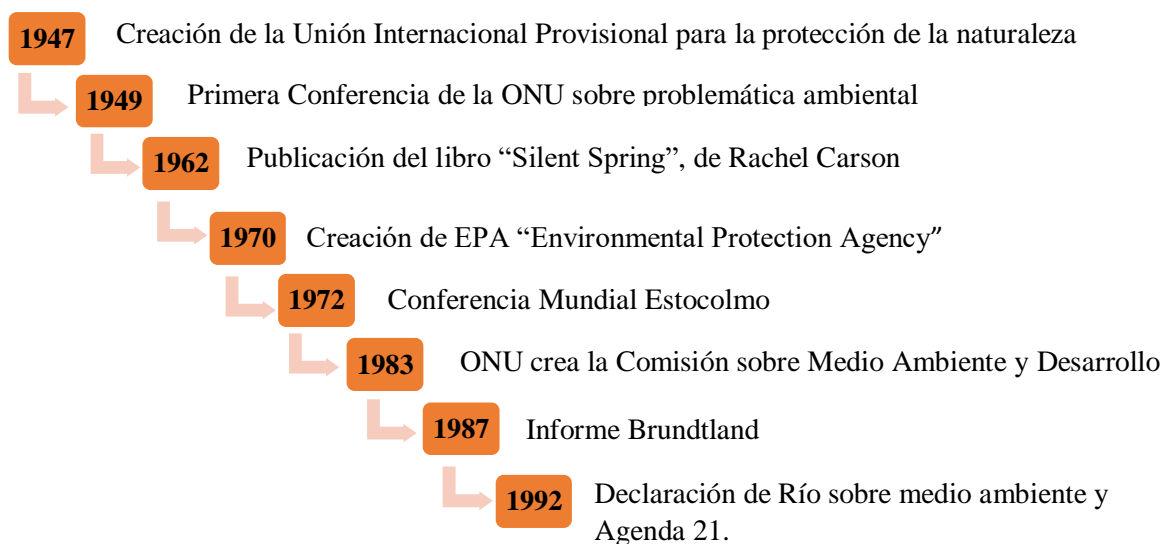 1947 Creación de la Unión Internacional Provisional para la protección de la naturaleza
1949 Primera Conferencia de la ONU sobre problemática ambiental
1962 Publicación del libro “Silent Spring”, de Rachel Carson
1970 Creación de EPA “Environmental Protection Agency”
1972 Conferencia Mundial Estocolmo
1983 ONU crea la Comisión sobre Medio Ambiente y Desarrollo
1987 Informe Brundtland
1992 Declaración de Río sobre medio ambiente y
Agenda 21.